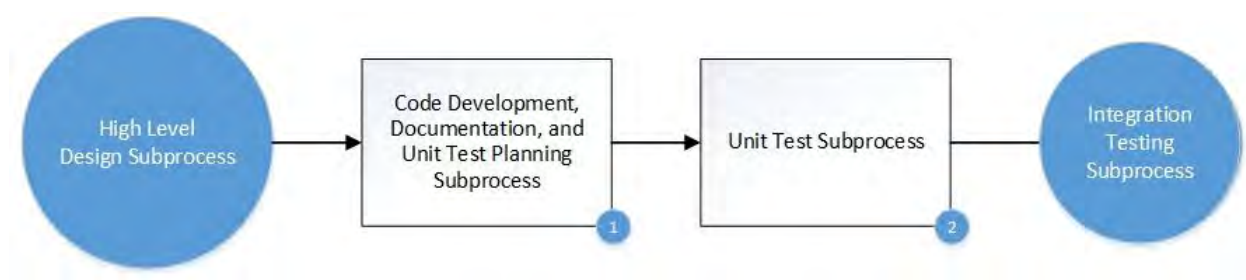 High Level
Design Subprocess
Code Development,
Documentation, and
Unit Test Planning
Subprocess
1
Unit Test Subprocess
2
Integration
Testing
Subprocess